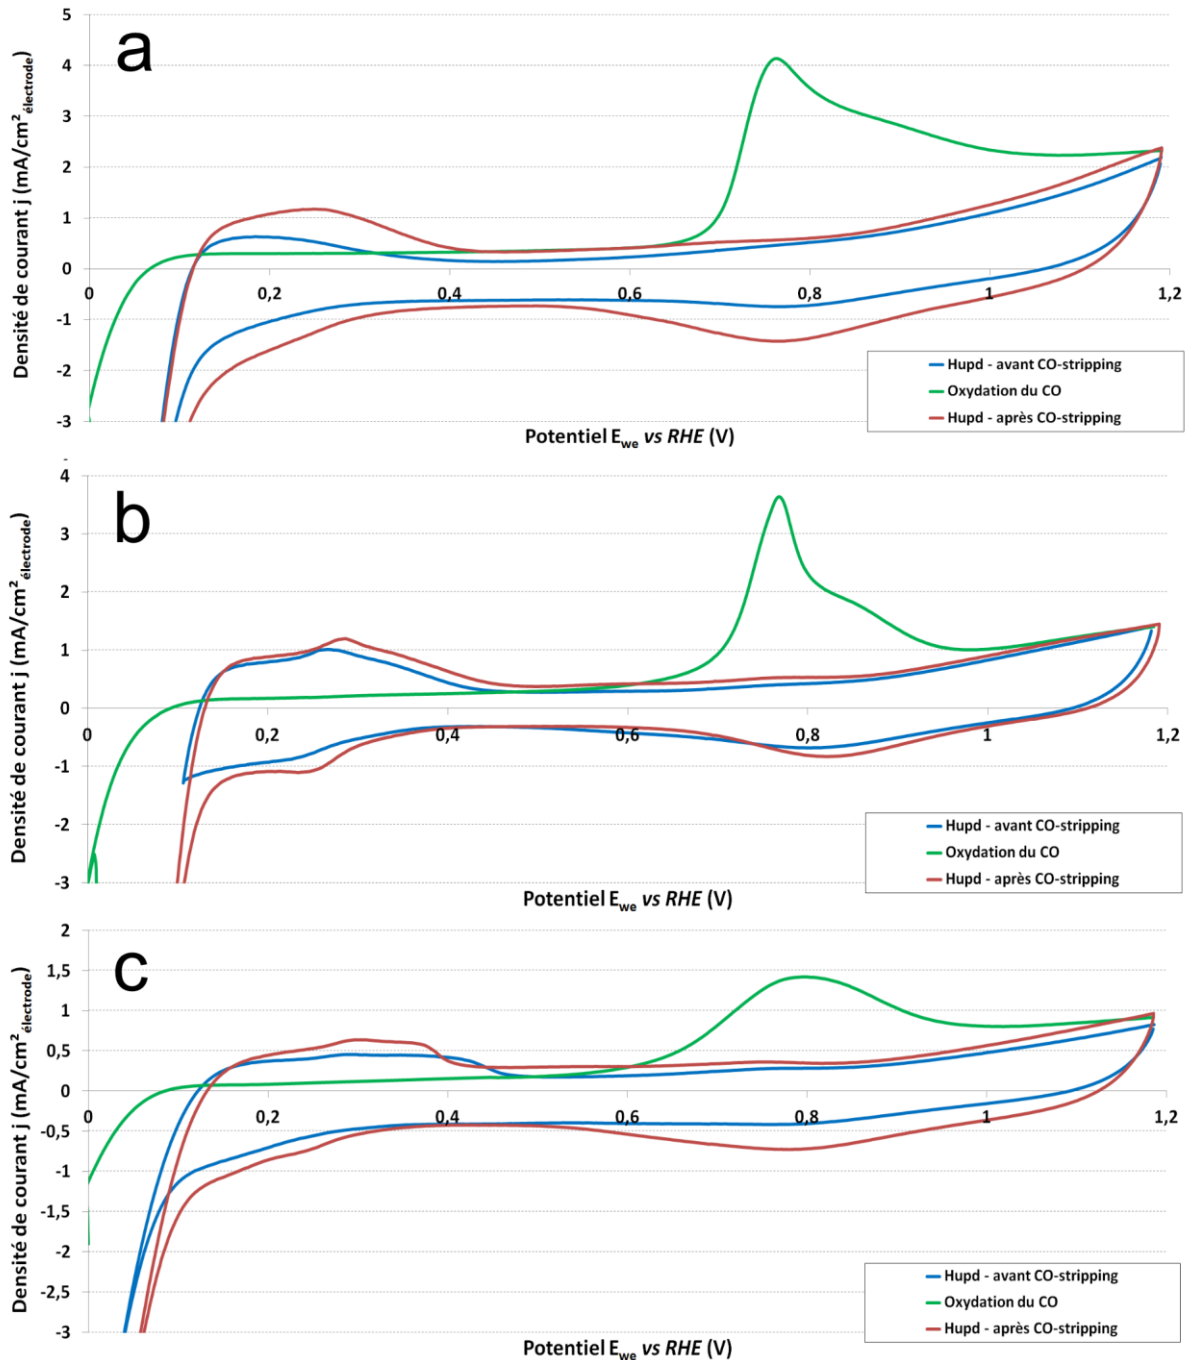 a
Densité de courant j (mA/cm²électrode)
5
4
3
2
1
0
-1
-2
-3
0 0,2 0,4 0,6 0,8 1 1,2
Hupd - avant CO-stripping
Oxydation du CO
Hupd - après CO-stripping
Potentiel Ewe vs RHE (V)
b
Densité de courant j (mA/cm²électrode)
4
3
2
1
0
-1
-2
-3
0 0,2 0,4 0,6 0,8 1 1,2
Hupd - avant CO-stripping
Oxydation du CO
Hupd - après CO-stripping
Potentiel Ewe vs RHE (V)
c
Densité de courant j (mA/cm²électrode)
2
1,5
1
0,5
0
-0,5
-1
-1,5
-2
-2,5
-3
0 0,2 0,4 0,6 0,8 1 1,2
Hupd - avant CO-stripping
Oxydation du CO
Hupd - après CO-stripping
Potentiel Ewe vs RHE (V)